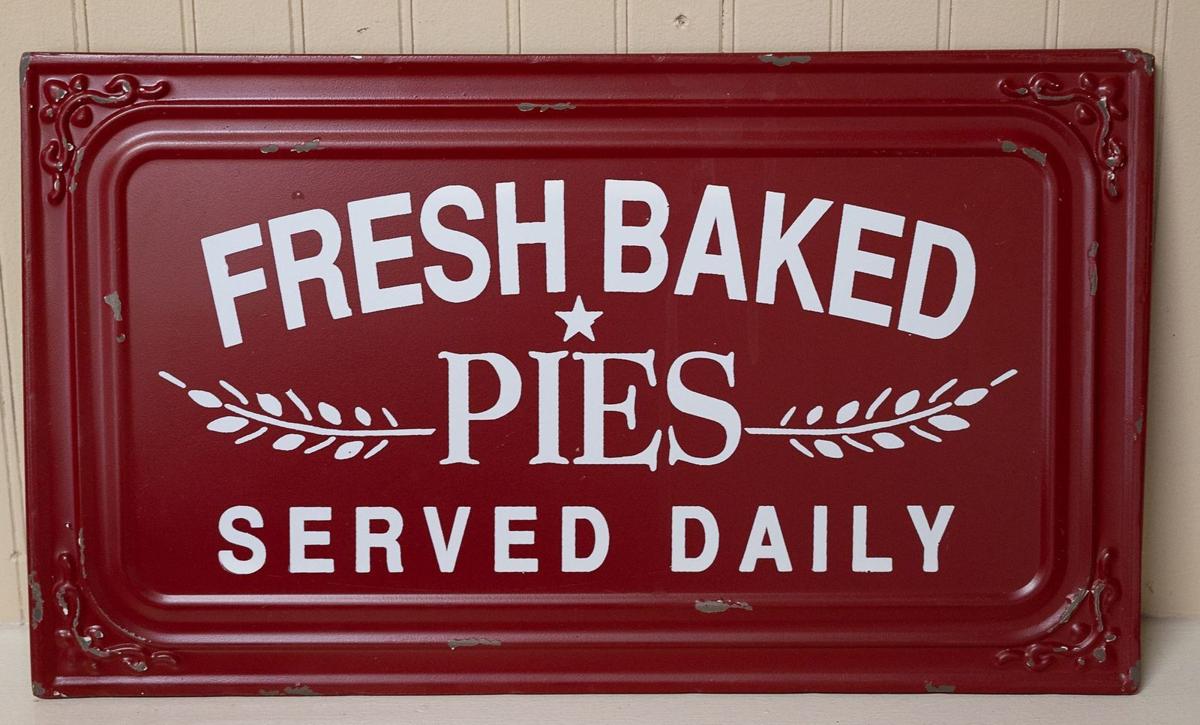 FRESH BAKED
PIES
SERVED DAILY